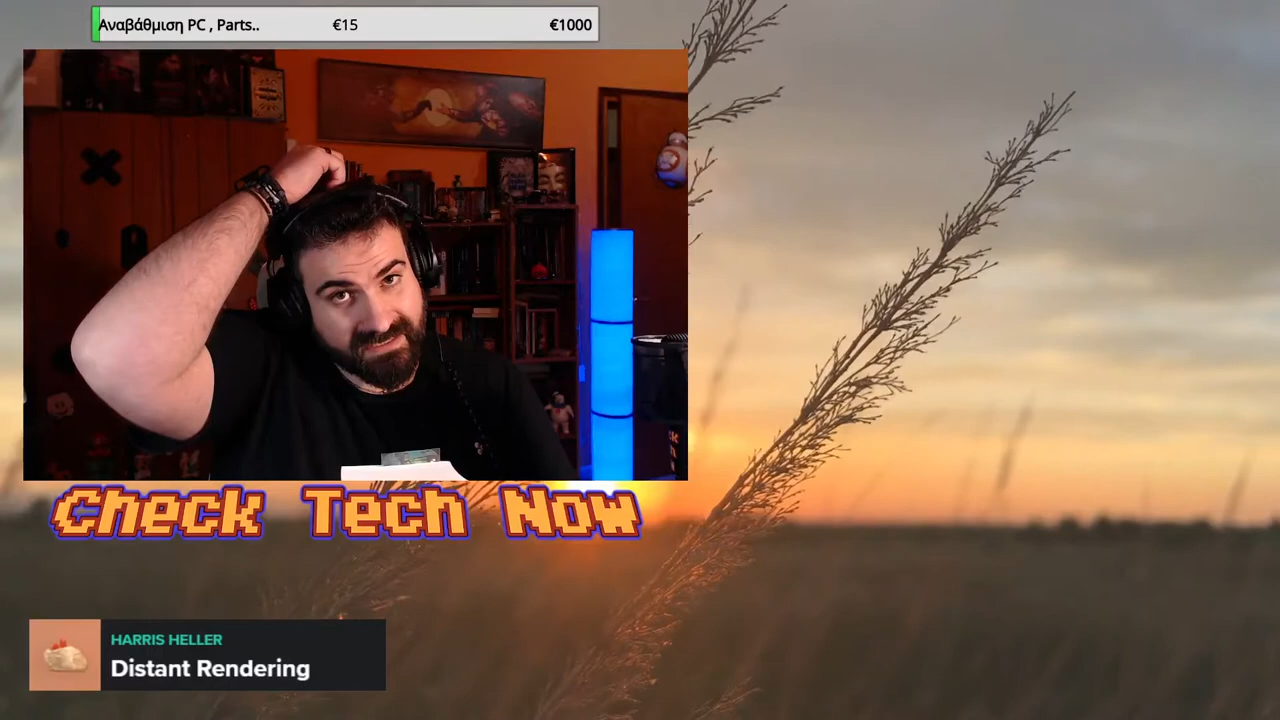 Αναβάθμιση PC , Parts.. €15 €1000
Check Tech Now
HARRIS HELLER
Distant Rendering